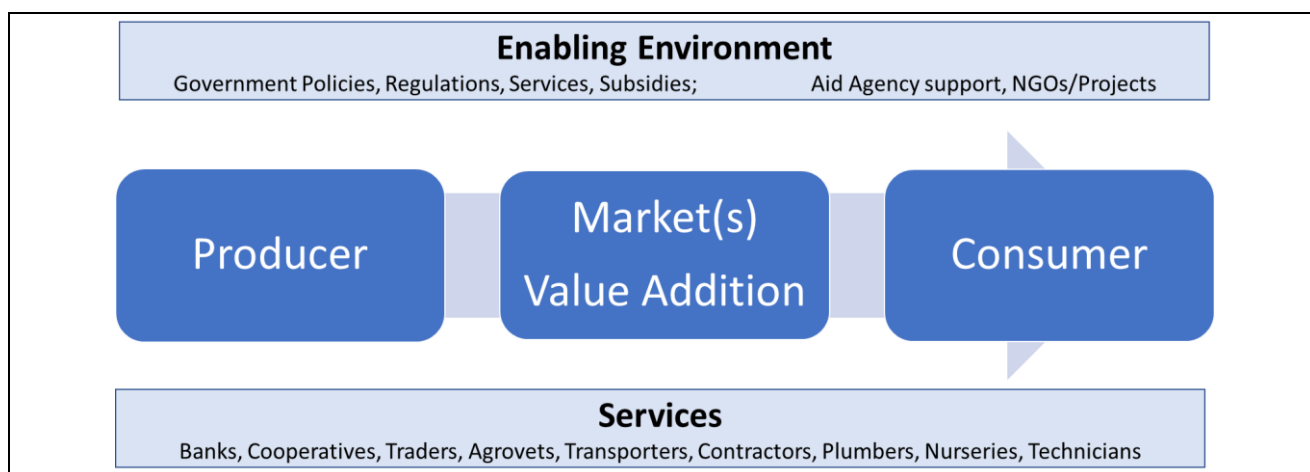 Enabling Environment
Government Policies, Regulations, Services, Subsidies; Aid Agency support, NGOs/Projects
Producer
Market(s)
Value Addition
Consumer
Services
Banks, Cooperatives, Traders, Agrovets, Transporters, Contractors, Plumbers, Nurseries, Technicians